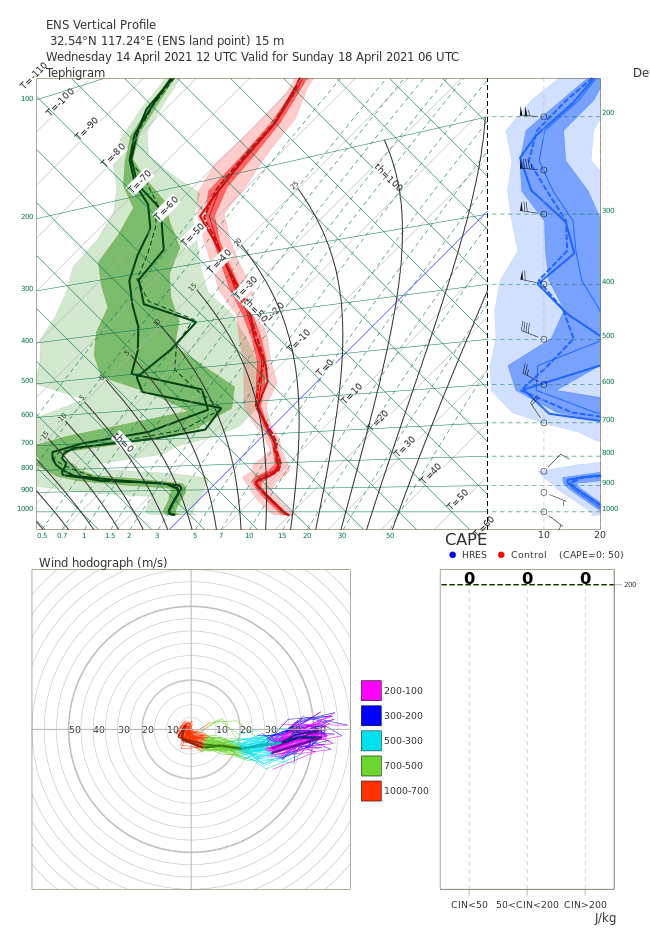 ENS Vertical Profile
32.54°N 117.24°E (ENS land point) 15 m
Wednesday 14 April 2021 12 UTC Valid for Sunday 18 April 2021 06 UTC
Tephigram
De
T=-110
T=-100
T=-90
T=-80
T=-70
T=-60
T=-50
T=-40
T=-30
T=-20
T=-10
T=0
T=10
T=20
T=30
T=40
T=50
T=60
th=100
th=50
th=0
25
20
15
10
5
0
-5
-10
-25
100
200
300
400
500
600
700
800
900
1000
200
300
400
500
600
700
800
900
1000
0.5 0.7 1 1.5 2 3 5 7 10 15 20 30 50
10 20
CAPE
HRES Control (CAPE=0: 50)
0 0 0
200
CIN<50 50<CIN<200 CIN>200
J/kg
Wind hodograph (m/s)
50 40 30 20 10 10 20 30
200-100
300-200
500-300
700-500
1000-700